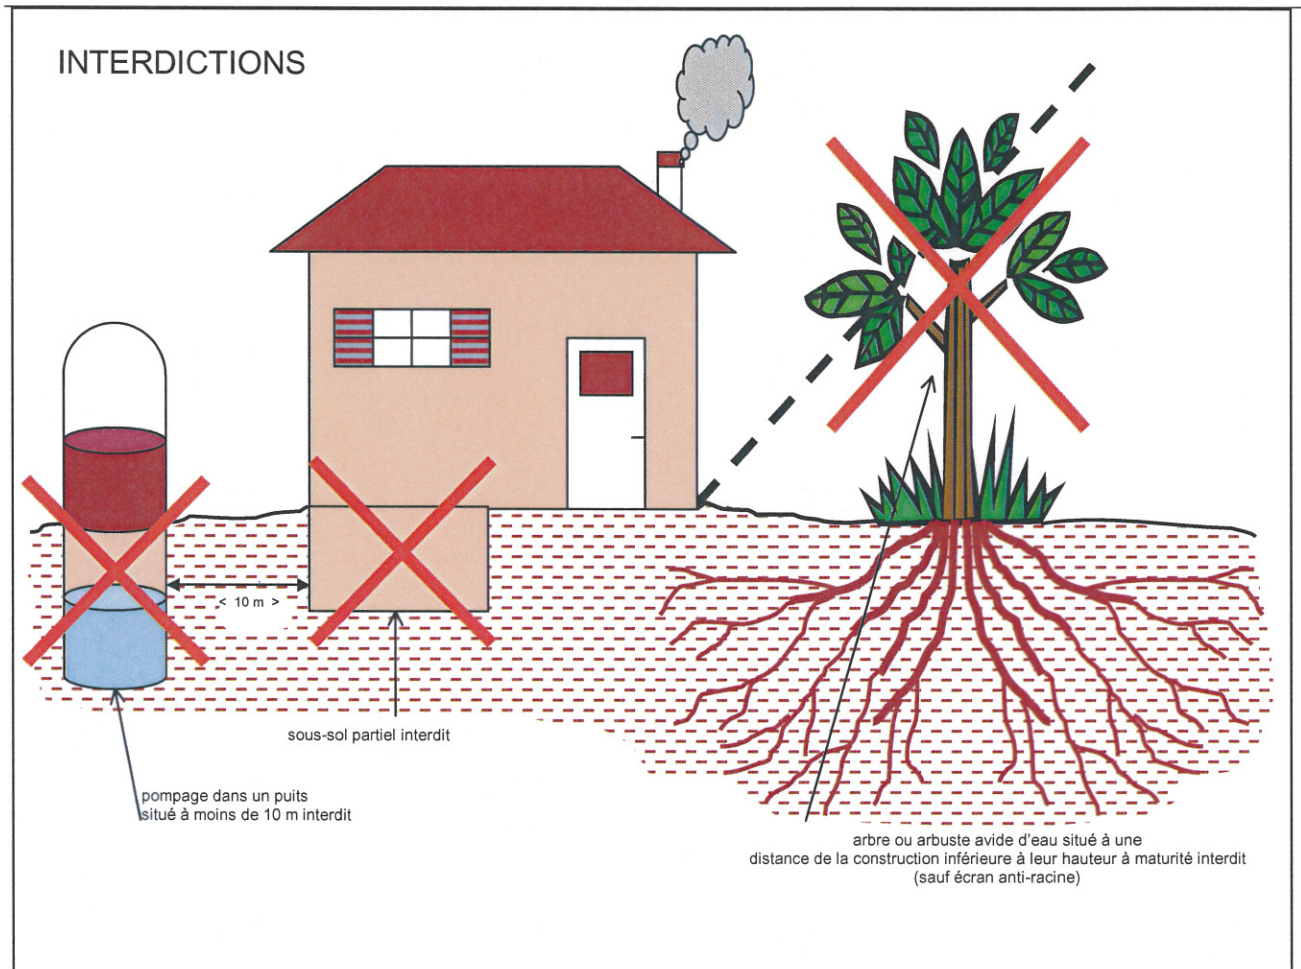 INTERDICTIONS
< 10 m >
sous-sol partiel interdit
pompage dans un puits
situé à moins de 10 m interdit
arbre ou arbuste avide d'eau situé à une
distance de la construction inférieure à leur hauteur à maturité interdit
(sauf écran anti-racine)